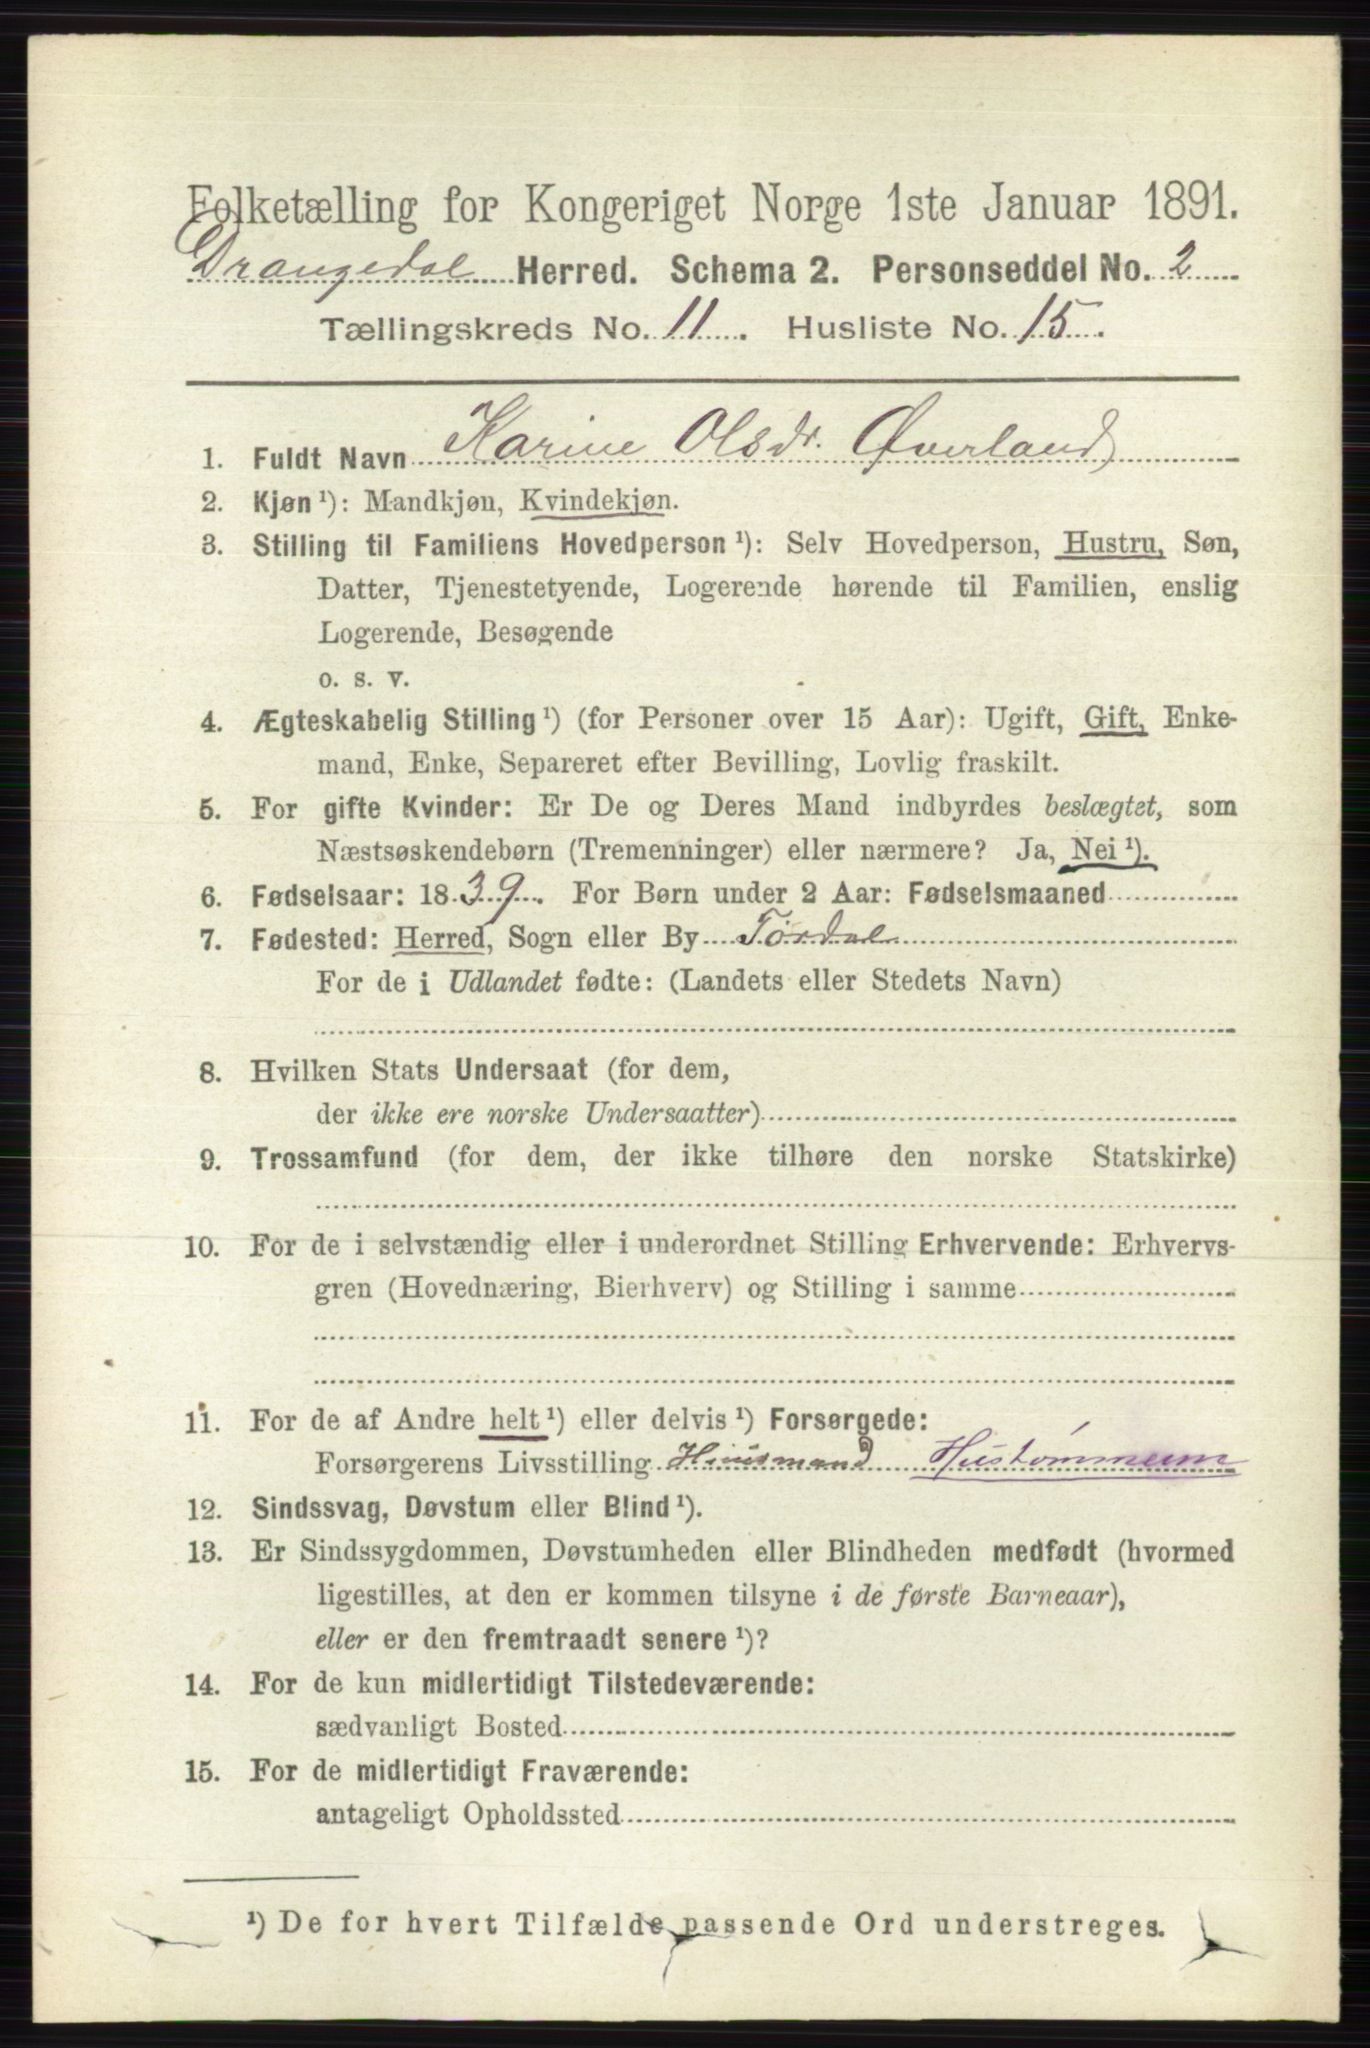 Folketælling for Kongeriget Norge 1ste Januar 1891.
Drangedal Herred. Schema 2. Personseddel No. 2
Tællingskreds No. 11. Husliste No. 15.
1. Fuldt Navn Karine Olsdr. Øverland
2. Kjøn ¹): Mandkjøn, Kvindekjøn.
3. Stilling til Familiens Hovedperson ¹): Selv Hovedperson, Hustru, Søn,
Datter, Tjenestetyende, Logerende hørende til Familien, enslig
Logerende, Besøgende
o. s. v.
4. Ægteskabelig Stilling ¹) (for Personer over 15 Aar): Ugift, Gift, Enke-
mand, Enke, Separeret efter Bevilling, Lovlig fraskilt.
5. For gifte Kvinder: Er De og Deres Mand indbyrdes beslægtet, som
Næstsøskendebørn (Tremenninger) eller nærmere? Ja, Nei ¹).
6. Fødselsaar: 1839. For Børn under 2 Aar: Fødselsmaaned
7. Fødested: Herred, Sogn eller By Tørdal
For de i Udlandet fødte: (Landets eller Stedets Navn)
8. Hvilken Stats Undersaat (for dem,
der ikke ere norske Undersaatter)
9. Trossamfund (for dem, der ikke tilhøre den norske Statskirke)
10. For de i selvstændig eller i underordnet Stilling Erhvervende: Erhvervs-
gren (Hovednæring, Bierhverv) og Stilling i samme
11. For de af Andre helt ¹) eller delvis ¹) Forsørgede:
Forsørgerens Livsstilling Huusmand
12. Sindssvag, Døvstum eller Blind ¹).
13. Er Sindssygdommen, Døvstumheden eller Blindheden medfødt (hvormed
ligestilles, at den er kommen tilsyne i de første Barneaar),
eller er den fremtraadt senere ¹)?
14. For de kun midlertidigt Tilstedeværende:
sædvanligt Bosted
15. For de midlertidigt Fraværende:
antageligt Opholdssted
¹) De for hvert Tilfælde passende Ord understreges.